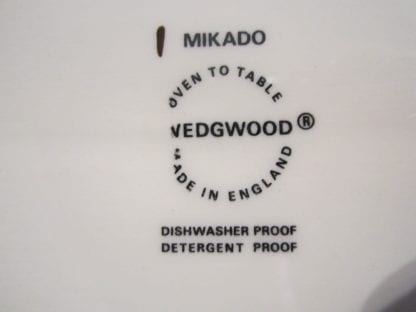 MIKADO
OVEN TO TABLE
WEDGWOOD®
MADE IN ENGLAND
DISHWASHER PROOF
DETERGENT PROOF